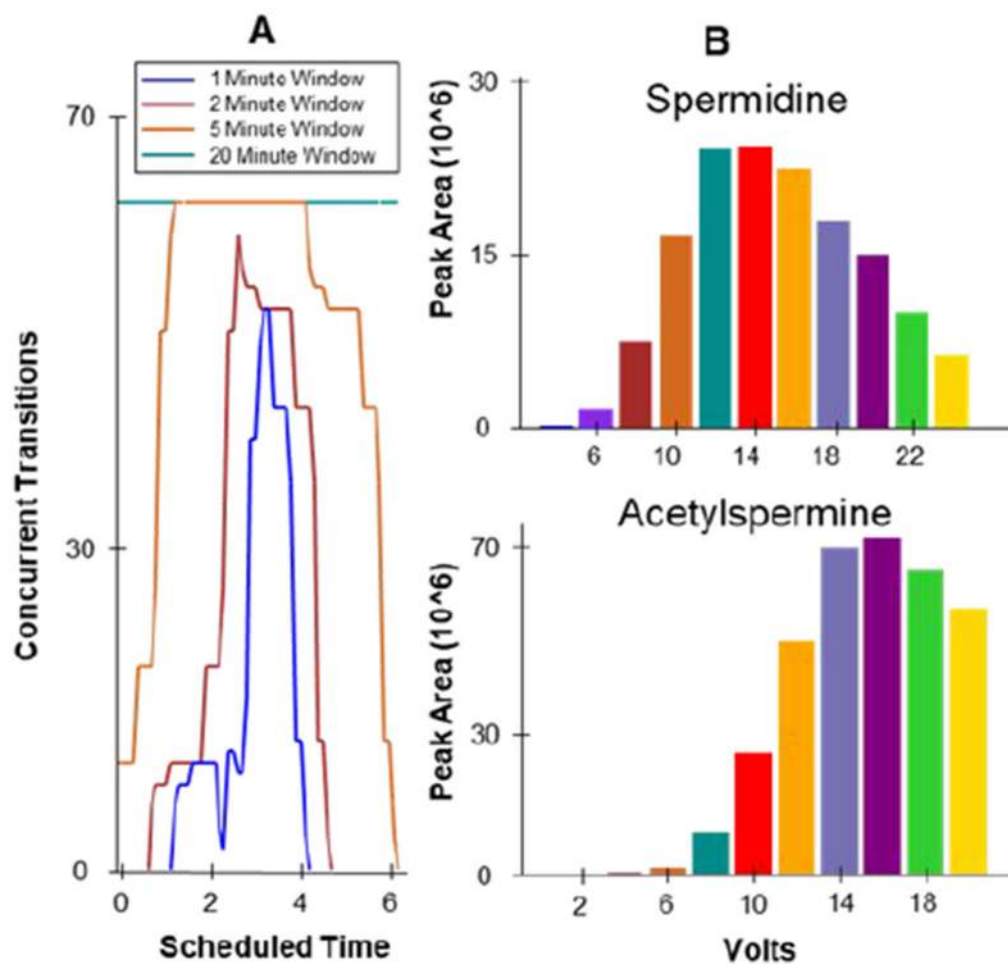 A
1 Minute Window
2 Minute Window
5 Minute Window
20 Minute Window
70
30
0
0 2 4 6
Concurrent Transitions
Scheduled Time
B
Spermidine
Peak Area (10^6)
30
15
0
6 10 14 18 22
Acetylspermine
Peak Area (10^6)
70
30
0
2 6 10 14 18
Volts